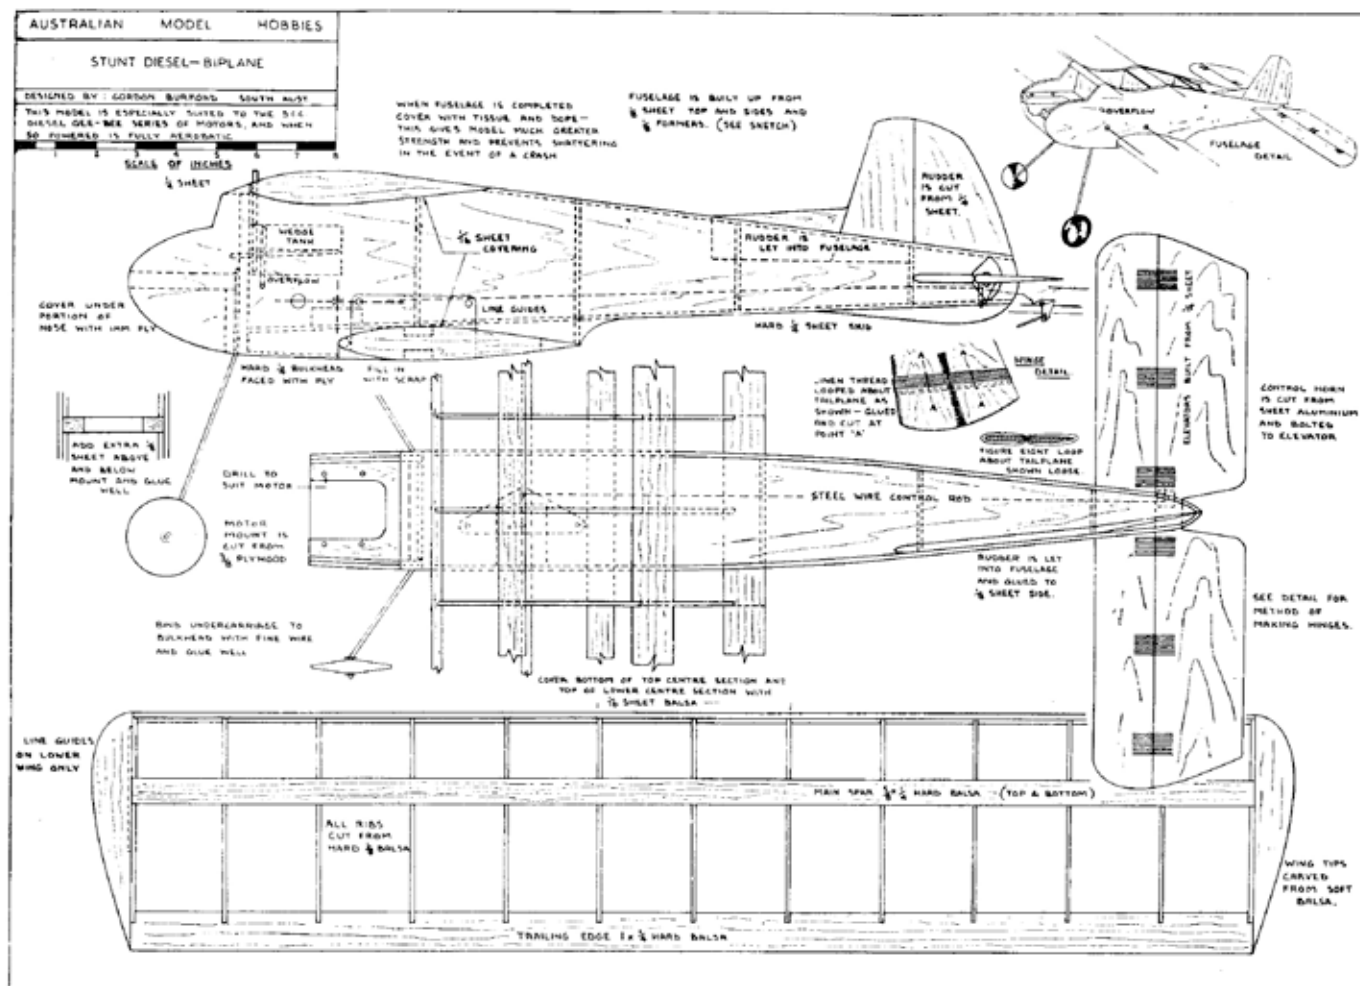 AUSTRALIAN MODEL HOBBIES
STUNT DIESEL-BIPLANE
DESIGNED BY: GORDON BURFORD SOUTH AUST
THIS MODEL IS ESPECIALLY SUITED TO THE 5 C.C.
DIESEL GEE-BEE SERIES OF MOTORS, AND WHEN
SO POWERED IS FULLY AEROBATIC
1 2 3 4 5 6 7 8
SCALE OF INCHES
SHEET
WHEN FUSELAGE IS COMPLETED
COVER WITH TISSUE AND DOPE-
THIS GIVES MODEL MUCH GREATER
STRENGTH AND PREVENTS SHATTERING
IN THE EVENT OF A CRASH
FUSELAGE IS BUILT UP FROM
SHEET TOP AND SIDES AND
FORMERS. (SEE SKETCH)
OVERFLOW
FUSELAGE
DETAIL
RUDDER
IS CUT
FROM
SHEET.
WEDGE
TANK
OVERFLOW
SHEET
COVERING
RUDDER IS
LET INTO FUSELAGE
LINE GUIDES
COVER UNDER
PORTION OF
NOSE WITH 1MM PLY
HARD SHEET SKID
HARD BULKHEAD
FACED WITH PLY
FILL IN
WITH SCRAP
HINGE
DETAIL
LINEN THREAD
LOOPED ABOUT
TAILPLANE AS
SHOWN - GLUED
AND CUT AT
POINT 'A'
A A
A A
FIGURE EIGHT LOOP
ABOUT TAILPLANE
SHOWN LOOSE.
ELEVATORS BUILT FROM SHEET
CONTROL HORN
IS CUT FROM
SHEET ALUMINIUM
AND BOLTED
TO ELEVATOR
ADD EXTRA
SHEET ABOVE
AND BELOW
MOUNT AND GLUE
WELL
DRILL TO
SUIT MOTOR
STEEL WIRE CONTROL ROD
MOTOR
MOUNT IS
CUT FROM
PLYWOOD
RUDDER IS LET
INTO FUSELAGE
AND GLUED TO
SHEET SIDE.
SEE DETAIL FOR
METHOD OF
MAKING HINGES.
BIND UNDERCARRIAGE TO
BULKHEAD WITH FINE WIRE
AND GLUE WELL
COVER BOTTOM OF TOP CENTRE SECTION AND
TOP OF LOWER CENTRE SECTION WITH
SHEET BALSA
LINE GUIDES
ON LOWER
WING ONLY
MAIN SPAR HARD BALSA (TOP & BOTTOM)
ALL RIBS
CUT FROM
HARD BALSA
WING TIPS
CARVED
FROM SOFT
BALSA.
TRAILING EDGE 1 x ¼ HARD BALSA